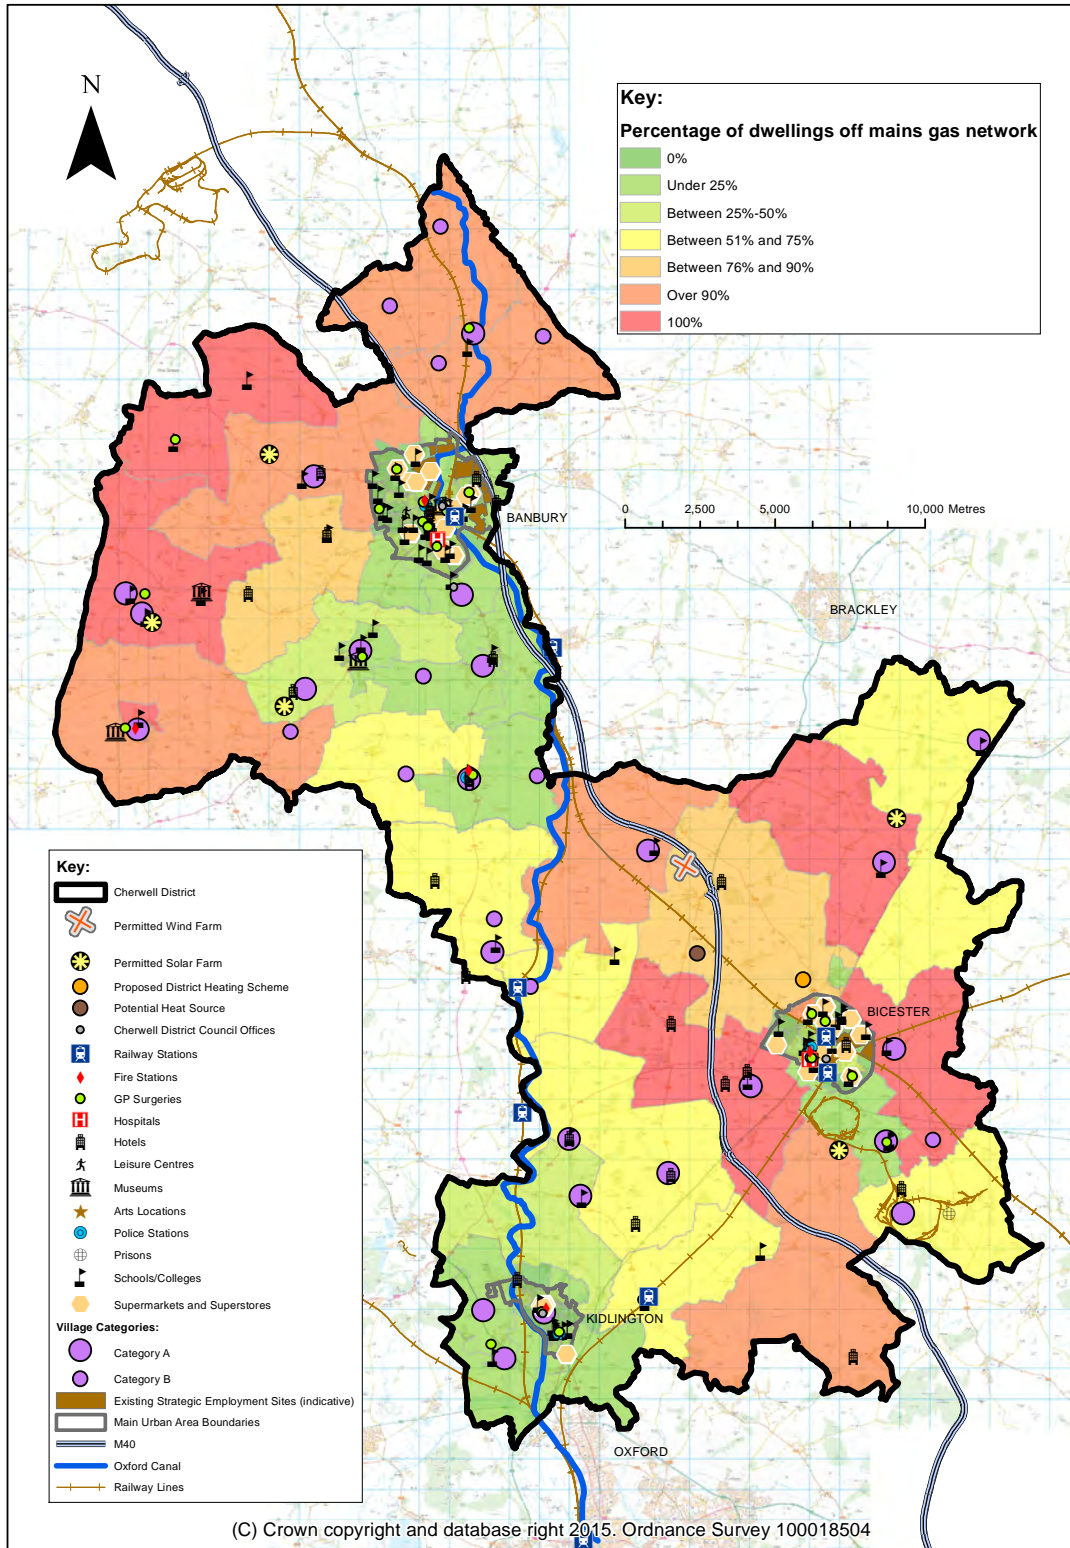 N
Key:
Percentage of dwellings off mains gas network
0%
Under 25%
Between 25%-50%
Between 51% and 75%
Between 76% and 90%
Over 90%
100%
BANBURY
0 2,500 5,000 10,000 Metres
BRACKLEY
BICESTER
KIDLINGTON
OXFORD
Key:
Cherwell District
Permitted Wind Farm
Permitted Solar Farm
Proposed District Heating Scheme
Potential Heat Source
Cherwell District Council Offices
Railway Stations
Fire Stations
GP Surgeries
H Hospitals
Hotels
Leisure Centres
Museums
Arts Locations
Police Stations
Prisons
Schools/Colleges
Supermarkets and Superstores
Village Categories:
Category A
Category B
Existing Strategic Employment Sites (indicative)
Main Urban Area Boundaries
M40
Oxford Canal
Railway Lines
(C) Crown copyright and database right 2015. Ordnance Survey 100018504